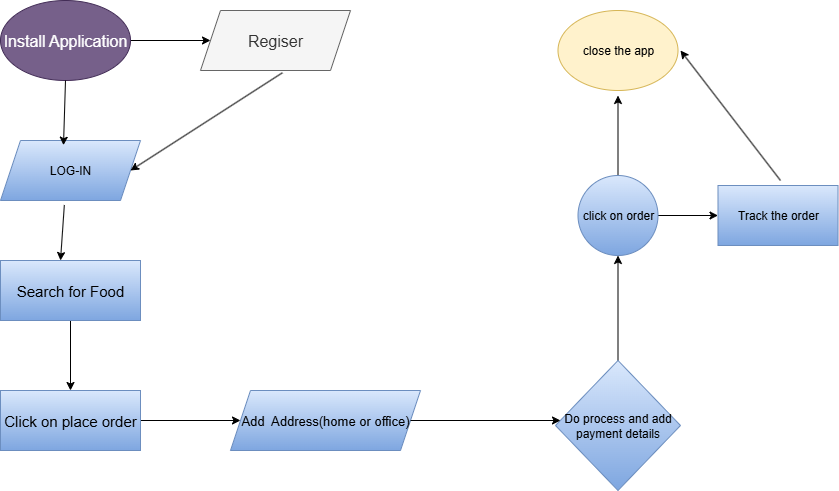 Install Application
Regiser
LOG-IN
Search for Food
Click on place order
Add  Address(home or office)
Do process and add
payment details
click on order
Track the order
close the app